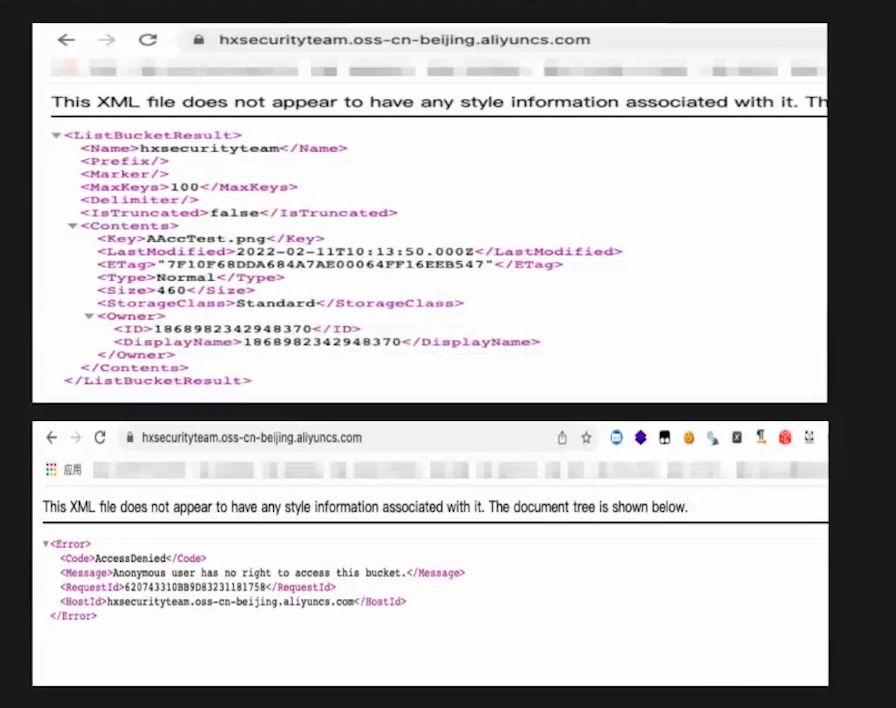 hxsecurityteam.oss-cn-beijing.aliyuncs.com
This XML file does not appear to have any style information associated with it. Th
<ListBucketResult>
<Name>hxsecurityteam</Name>
<Prefix/>
<Marker/>
<MaxKeys>100</MaxKeys>
<Delimiter/>
<IsTruncated>false</IsTruncated>
<Contents>
<Key>AAccTest.png</Key>
<LastModified>2022-02-11T10:13:50.000Z</LastModified>
<ETag>"7F10F68DDA684A7AE00064FF16EEB547"</ETag>
<Type>Normal</Type>
<Size>460</Size>
<StorageClass>Standard</StorageClass>
<Owner>
<ID>1868982342948370</ID>
<DisplayName>1868982342948370</DisplayName>
</Owner>
</Contents>
</ListBucketResult>
hxsecurityteam.oss-cn-beijing.aliyuncs.com
应用
This XML file does not appear to have any style information associated with it. The document tree is shown below.
<Error>
<Code>AccessDenied</Code>
<Message>Anonymous user has no right to access this bucket.</Message>
<RequestId>620743310BB9D83231181758</RequestId>
<HostId>hxsecurityteam.oss-cn-beijing.aliyuncs.com</HostId>
</Error>